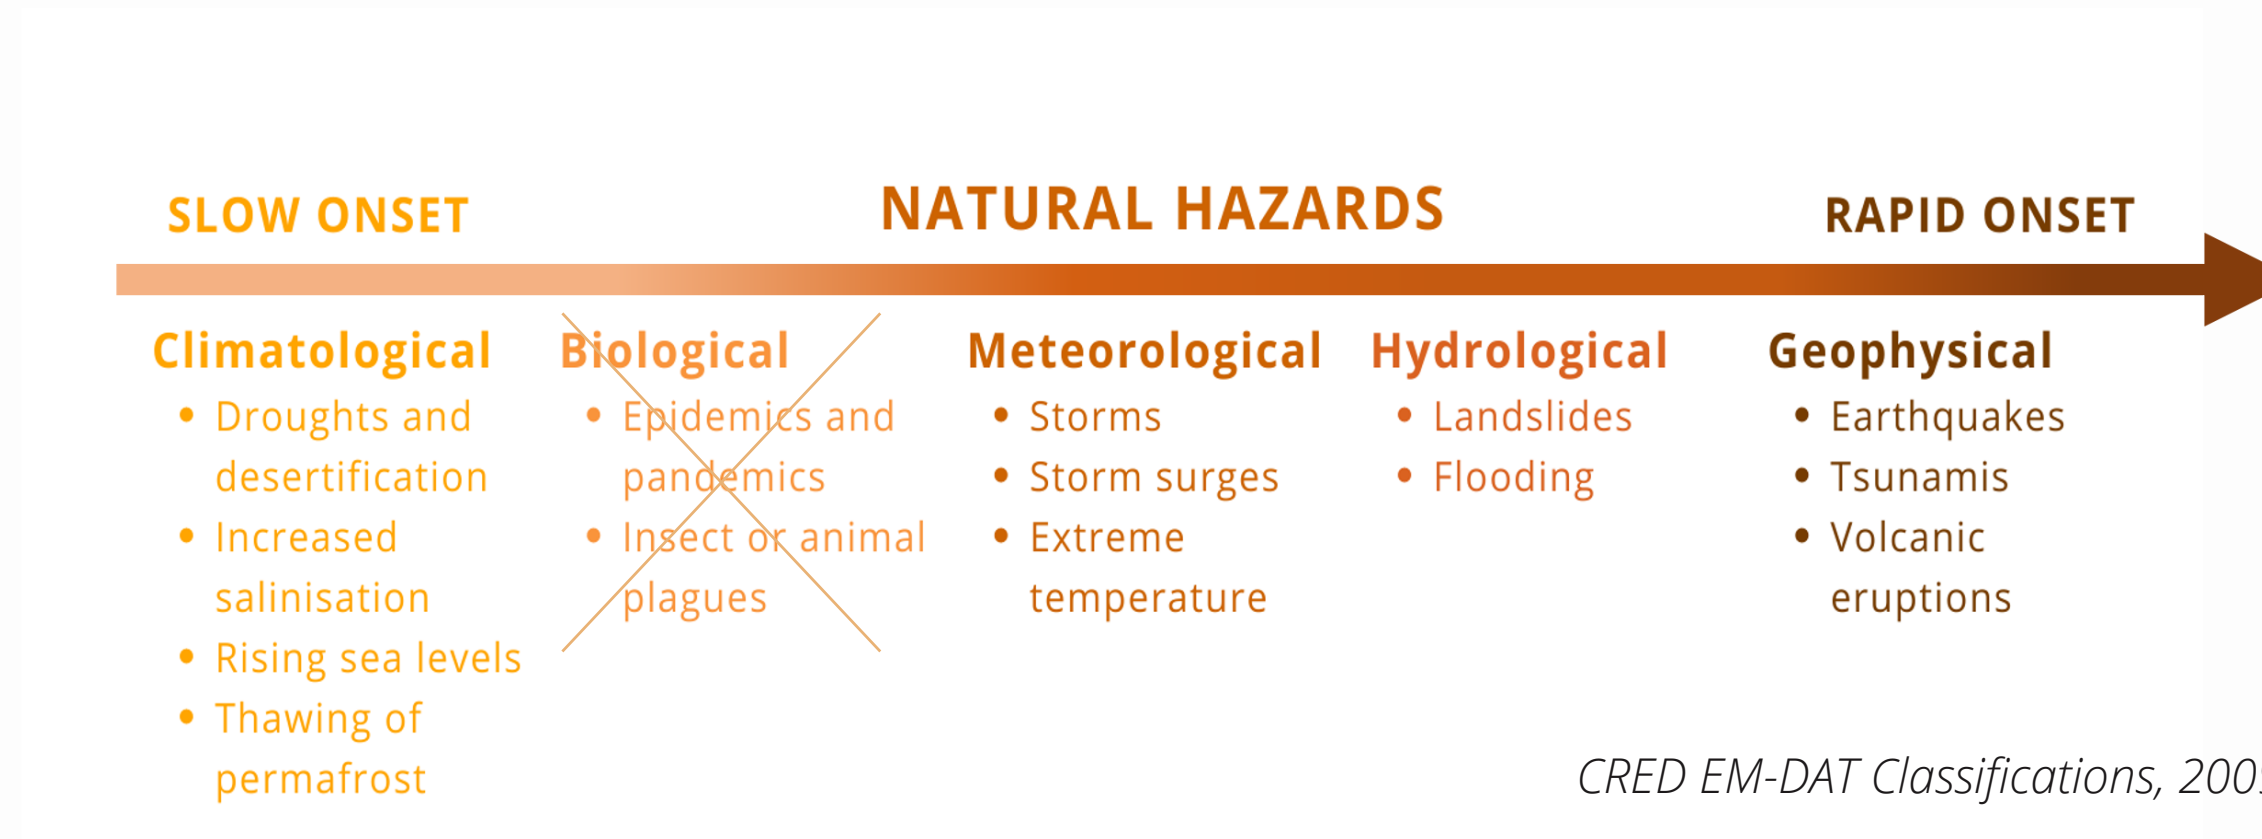 SLOW ONSET
NATURAL HAZARDS
RAPID ONSET
Climatological
• Droughts and
desertification
• Increased
salinisation
• Rising sea levels
• Thawing of
permafrost
Biological
• Epidemics and
pandemics
• Insect or animal
plagues
Meteorological
• Storms
• Storm surges
• Extreme
temperature
Hydrological
• Landslides
• Flooding
Geophysical
• Earthquakes
• Tsunamis
• Volcanic
eruptions
CRED EM-DAT Classifications, 2009